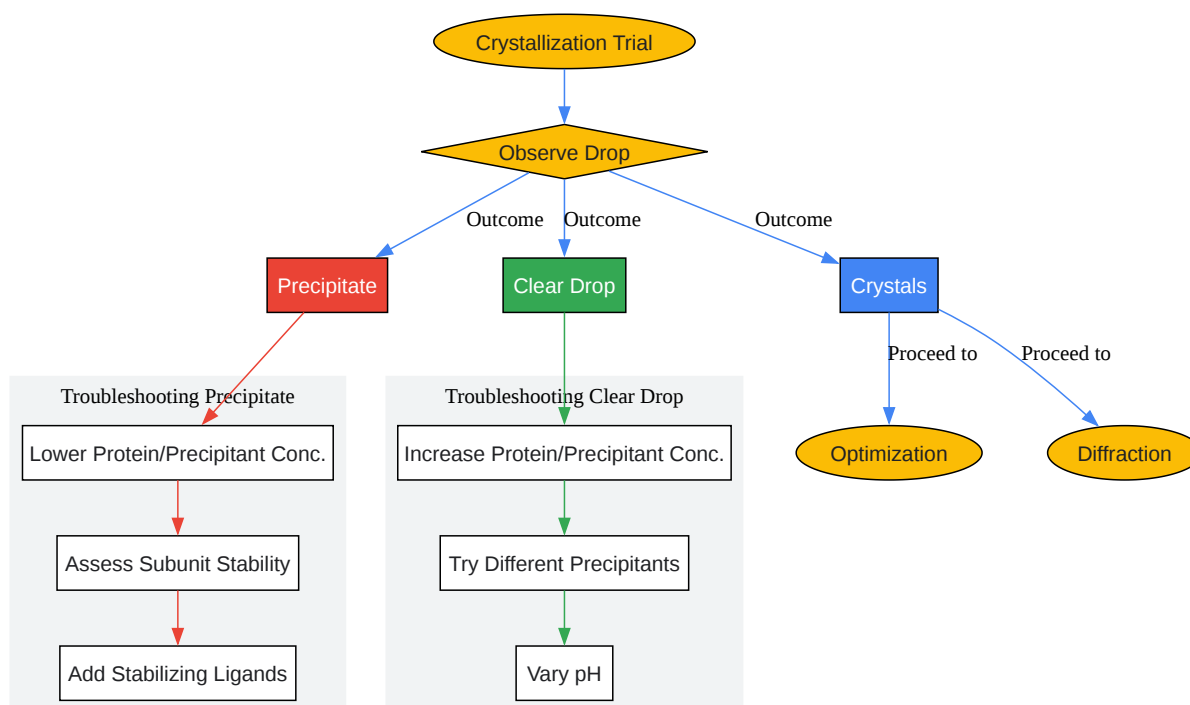 Crystallization Trial
Observe Drop
Outcome
Outcome
Outcome
Precipitate
Clear Drop
Crystals
Proceed to
Proceed to
Troubleshooting Precipitate
Troubleshooting Clear Drop
Lower Protein/Precipitant Conc.
Increase Protein/Precipitant Conc.
Optimization
Diffraction
Assess Subunit Stability
Try Different Precipitants
Add Stabilizing Ligands
Vary pH